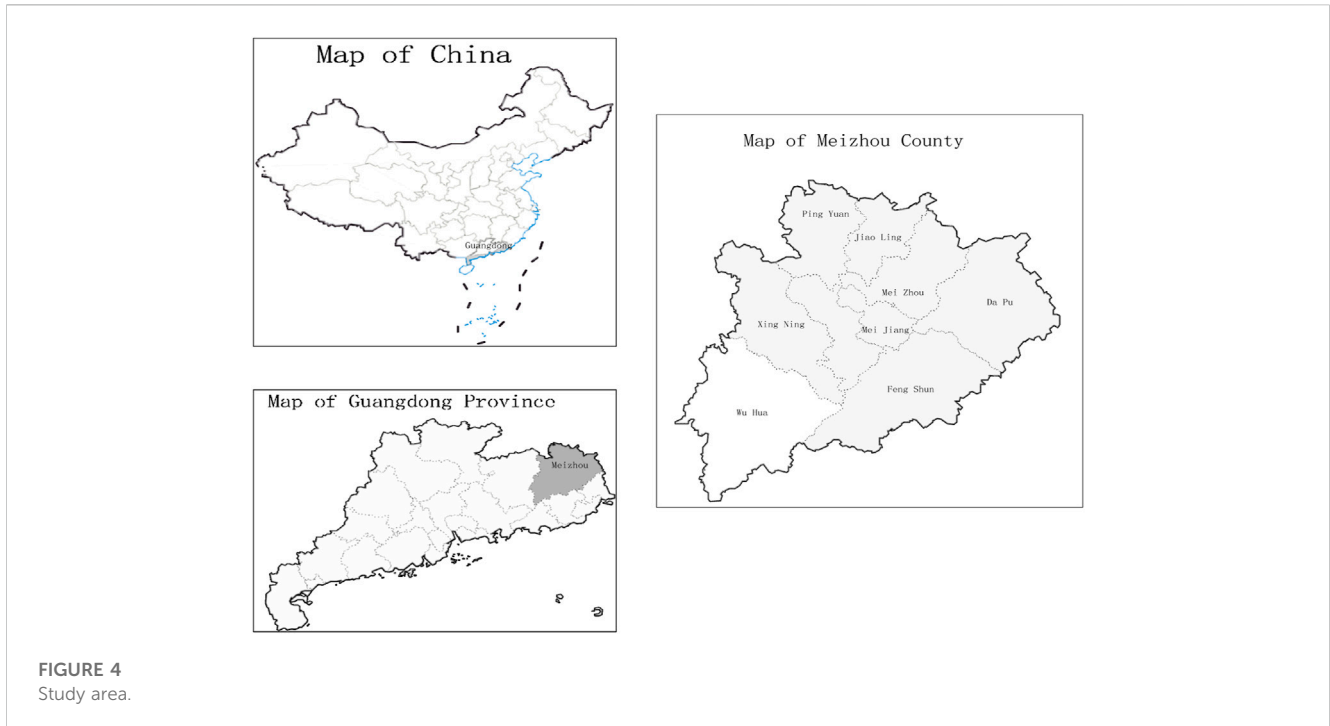 Map of China
Guangdong
Map of Guangdong Province
Meizhou
Map of Meizhou County
Ping Yuan
Jiao Ling
Mei Zhou
Da Pu
Xing Ning
Mei Jiang
Feng Shun
Wu Hua
FIGURE 4
Study area.